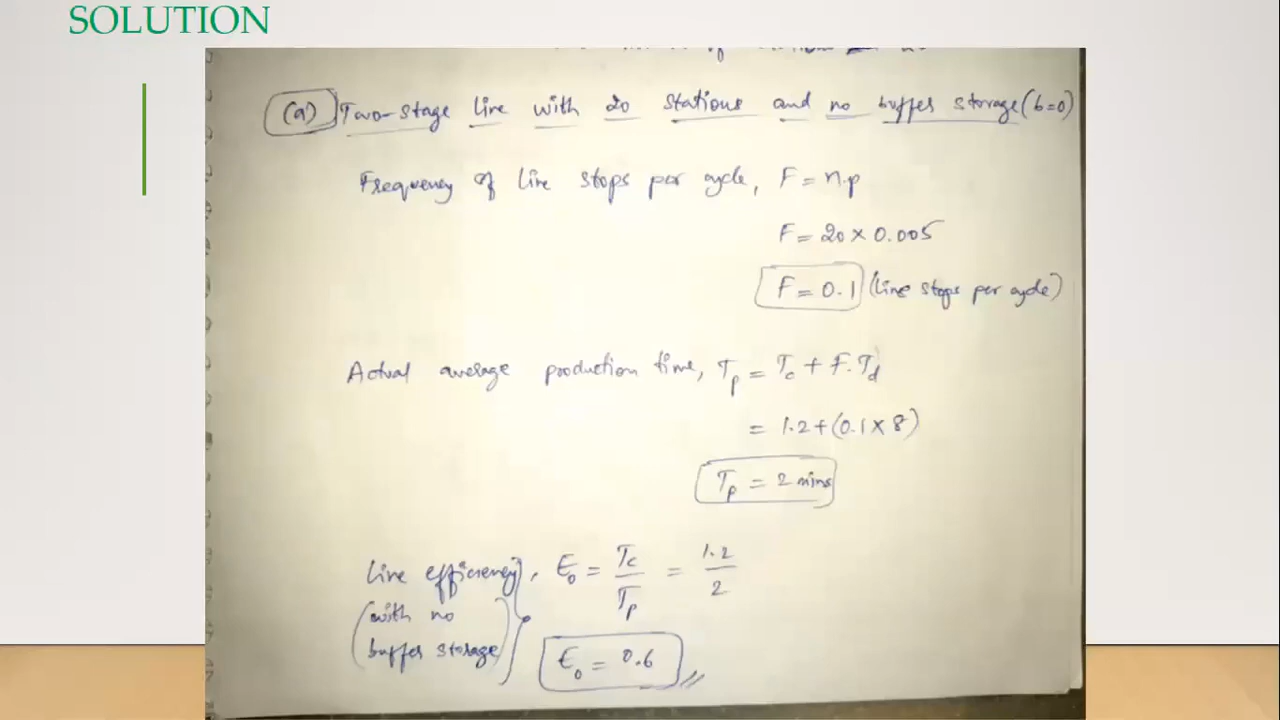 SOLUTION
of
(a) Two-stage line with 20 stations and no buffer storage (b=0)
Frequency of line stops per cycle, F = n.p
F = 20 × 0.005
F = 0.1 (line stops per cycle)
Actual average production time, Tp = Tc + F.Td
= 1.2 + (0.1 × 8)
Tp = 2 mins
Line efficiency, E0 = Tc/Tp = 1.2/2
(with no
buffer storage)
E0 = 0.6